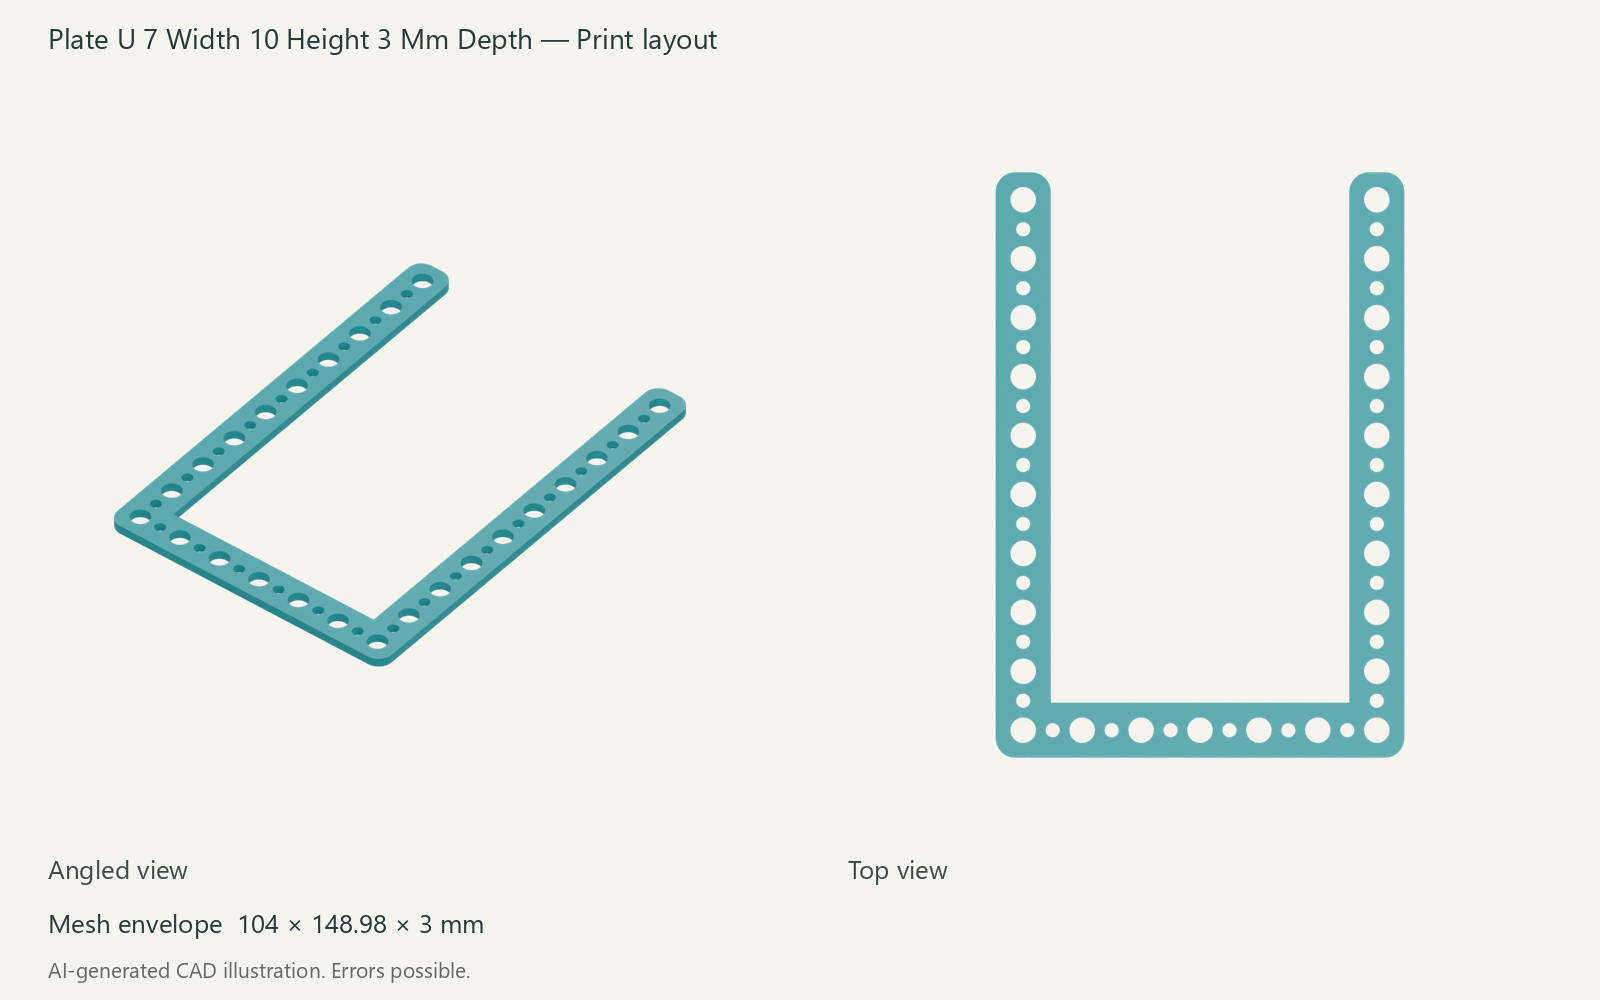 Plate U 7 Width 10 Height 3 Mm Depth — Print layout
Angled view
Top view
Mesh envelope 104 × 148.98 × 3 mm
AI-generated CAD illustration. Errors possible.